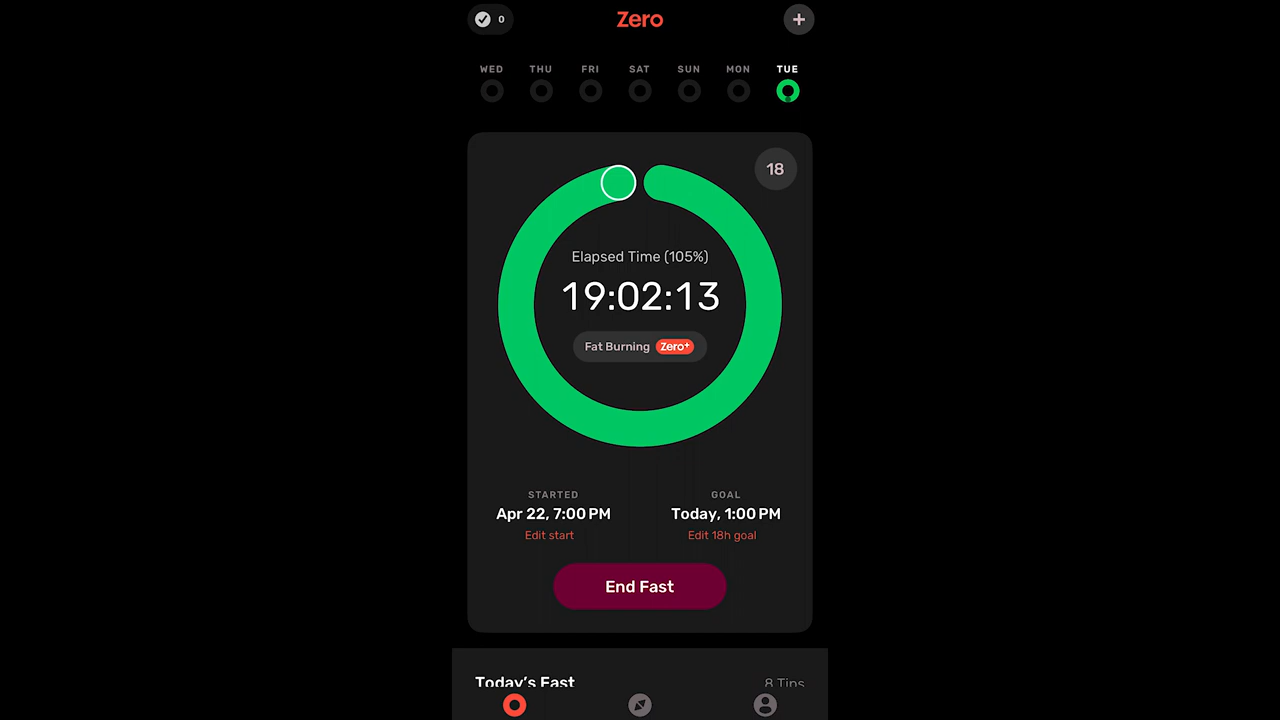 0
Zero
WED THU FRI SAT SUN MON TUE
18
Elapsed Time (105%)
19:02:13
Fat Burning Zero+
STARTED
Apr 22, 7:00 PM
Edit start
GOAL
Today, 1:00 PM
Edit 18h goal
End Fast
Today's Fast
8 Tips